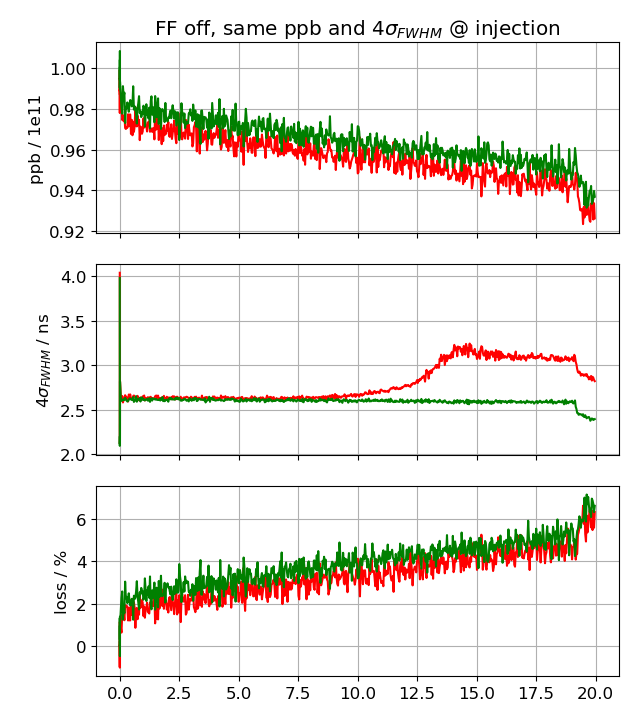 FF off, same ppb and 4σ_FWHM @ injection
ppb / 1e11
1.00
0.98
0.96
0.94
0.92
4σ_FWHM / ns
4.0
3.5
3.0
2.5
2.0
loss / %
6
4
2
0
0.0 2.5 5.0 7.5 10.0 12.5 15.0 17.5 20.0